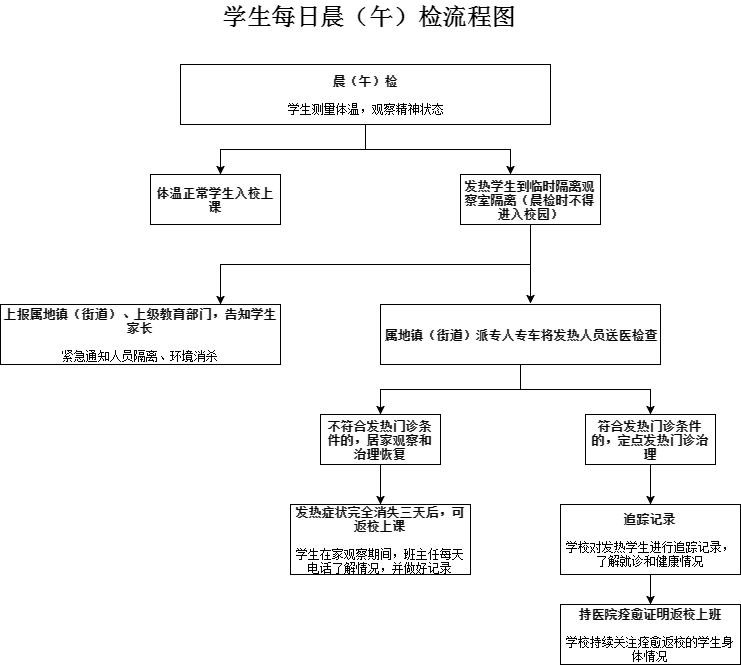 学生每日晨（午）检流程图
晨（午）检
学生测量体温，观察精神状态
体温正常学生入校上
课
发热学生到临时隔离观
察室隔离（晨检时不得
进入校园）
上报属地镇（街道）、上级教育部门，告知学生
家长
紧急通知人员隔离、环境消杀
属地镇（街道）派专人专车将发热人员送医检查
不符合发热门诊条
件的，居家观察和
治理恢复
符合发热门诊条件
的，定点发热门诊治
理
发热症状完全消失三天后，可
返校上课
学生在家观察期间，班主任每天
电话了解情况，并做好记录
追踪记录
学校对发热学生进行追踪记录，
了解就诊和健康情况
持医院痊愈证明返校上班
学校持续关注痊愈返校的学生身
体情况